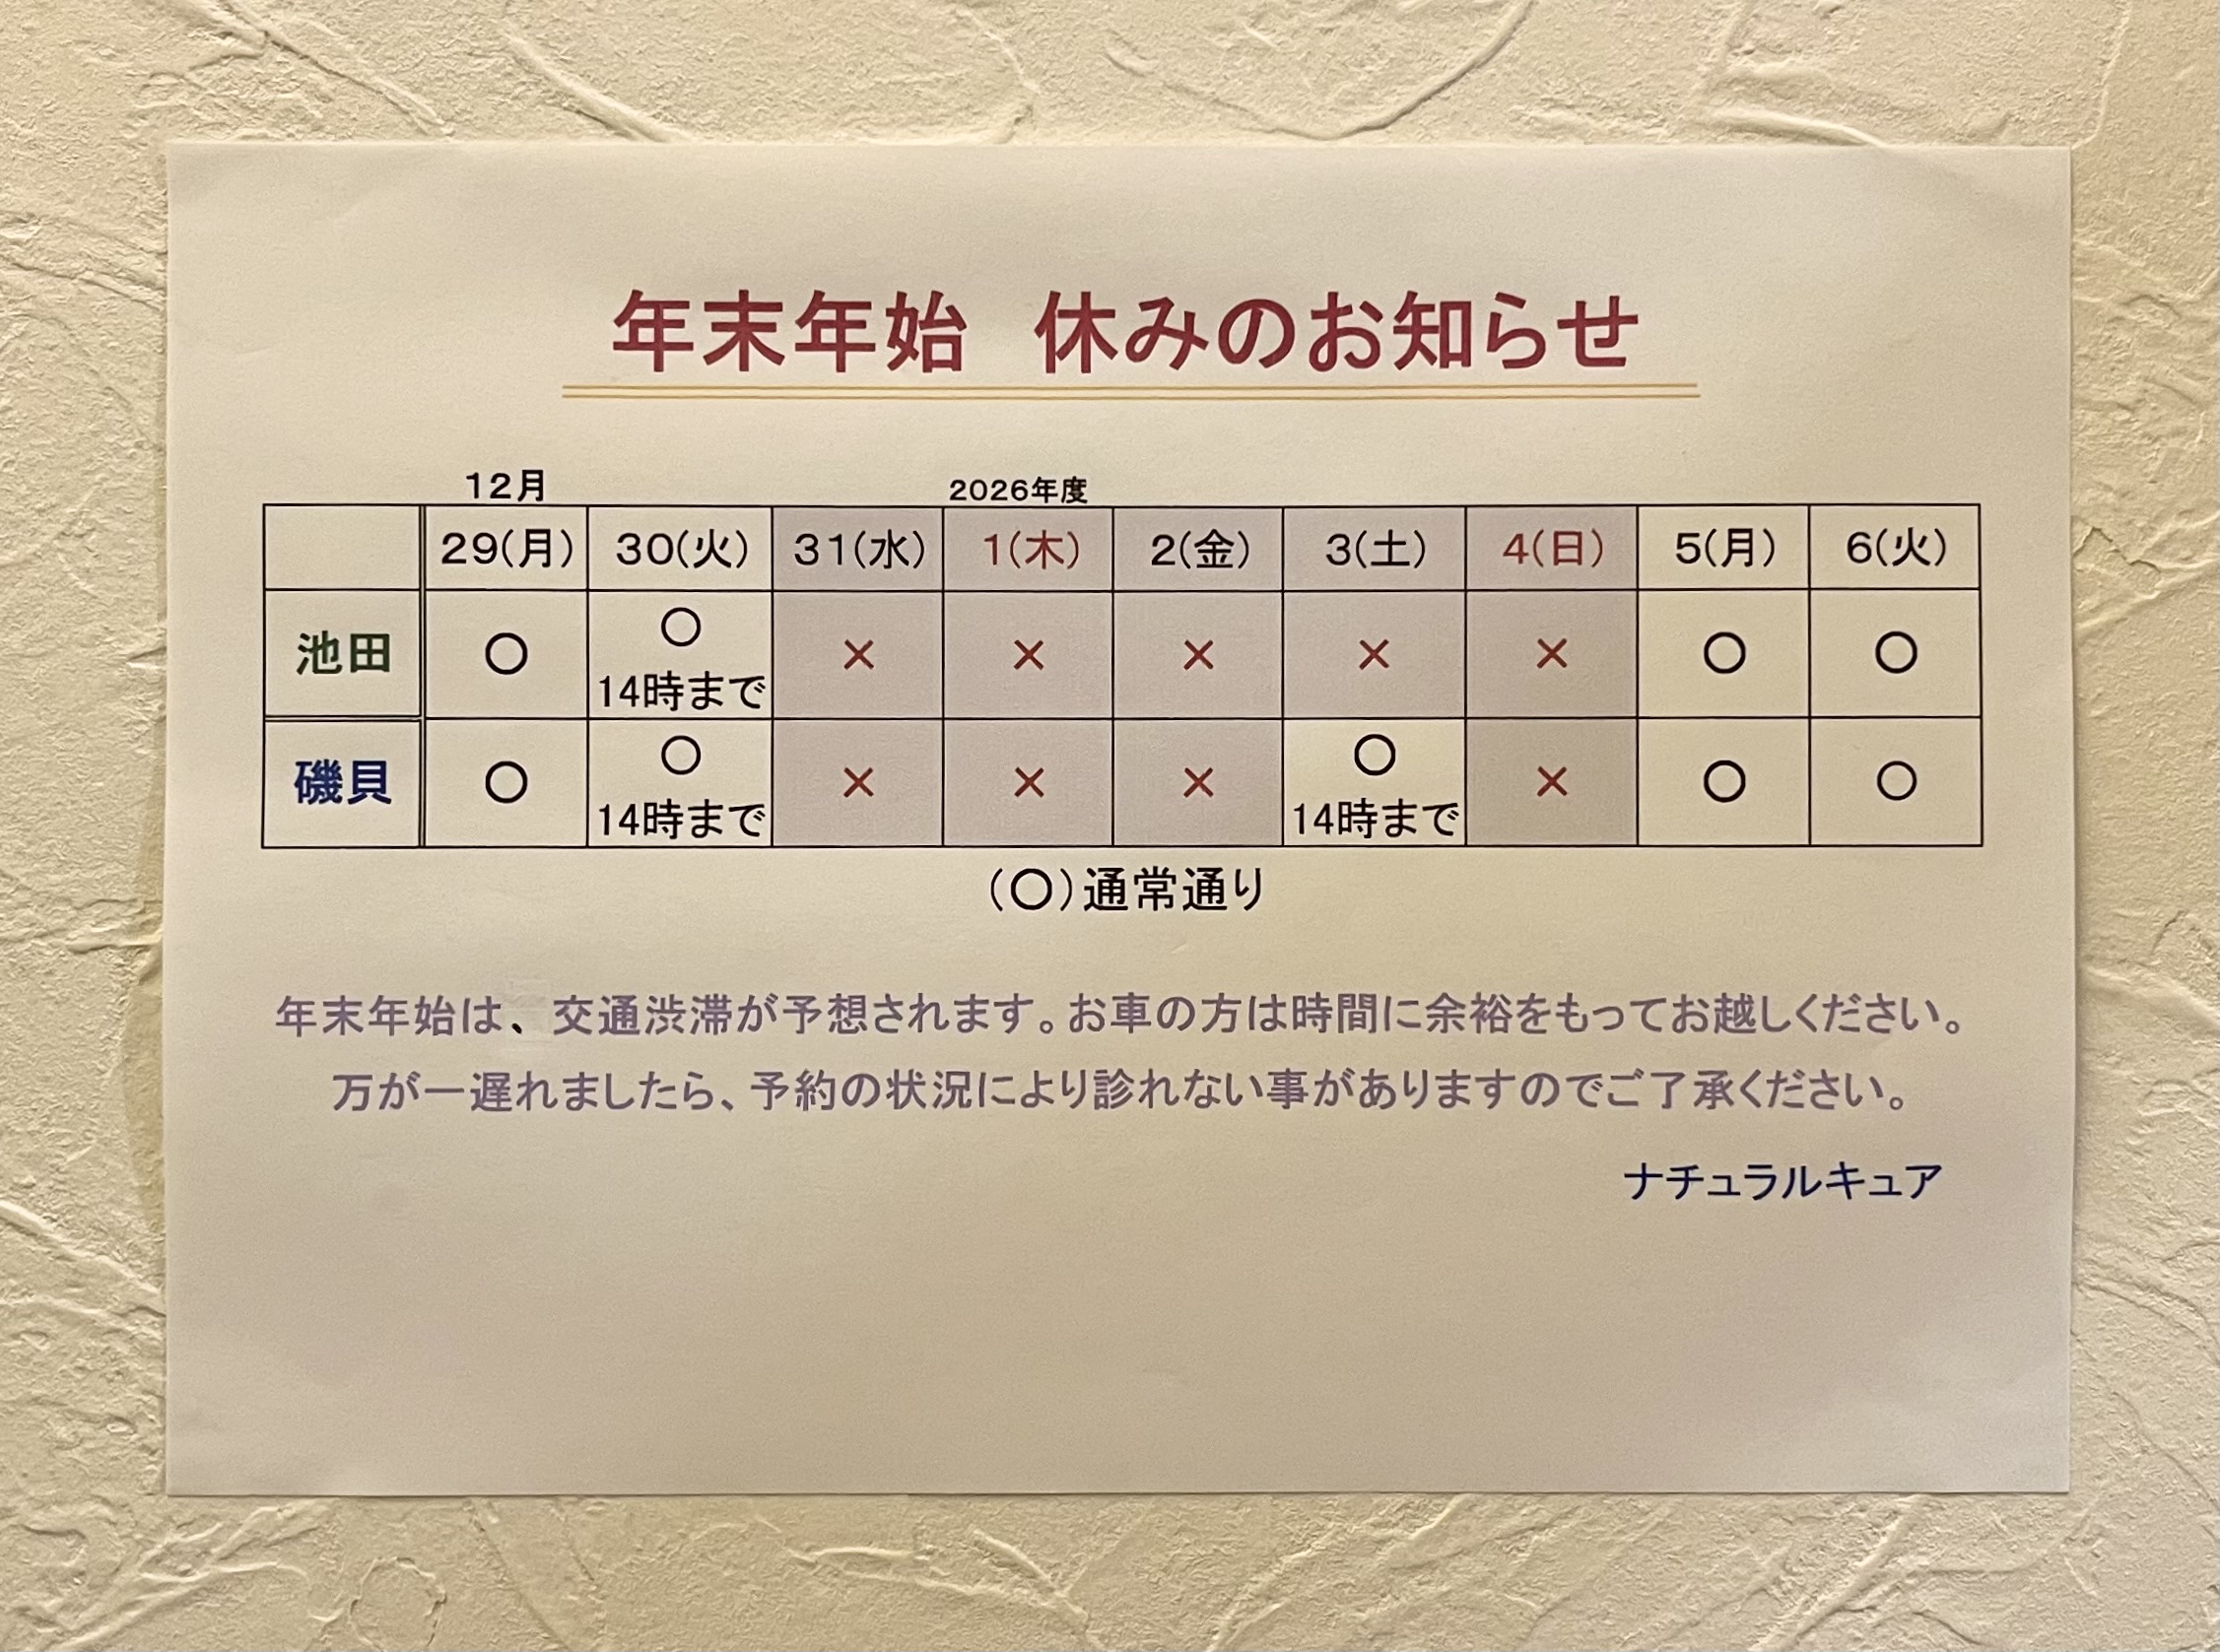 年末年始　休みのお知らせ
12月 2026年度
29(月) 30(火) 31(水) 1(木) 2(金) 3(土) 4(日) 5(月) 6(火)
池田 ○ ○ 14時まで × × × × × ○ ○
磯貝 ○ ○ 14時まで × × × ○ 14時まで × ○ ○
(○)通常通り
年末年始は、交通渋滞が予想されます。お車の方は時間に余裕をもってお越しください。
万が一遅れましたら、予約の状況により診れない事がありますのでご了承ください。
ナチュラルキュア